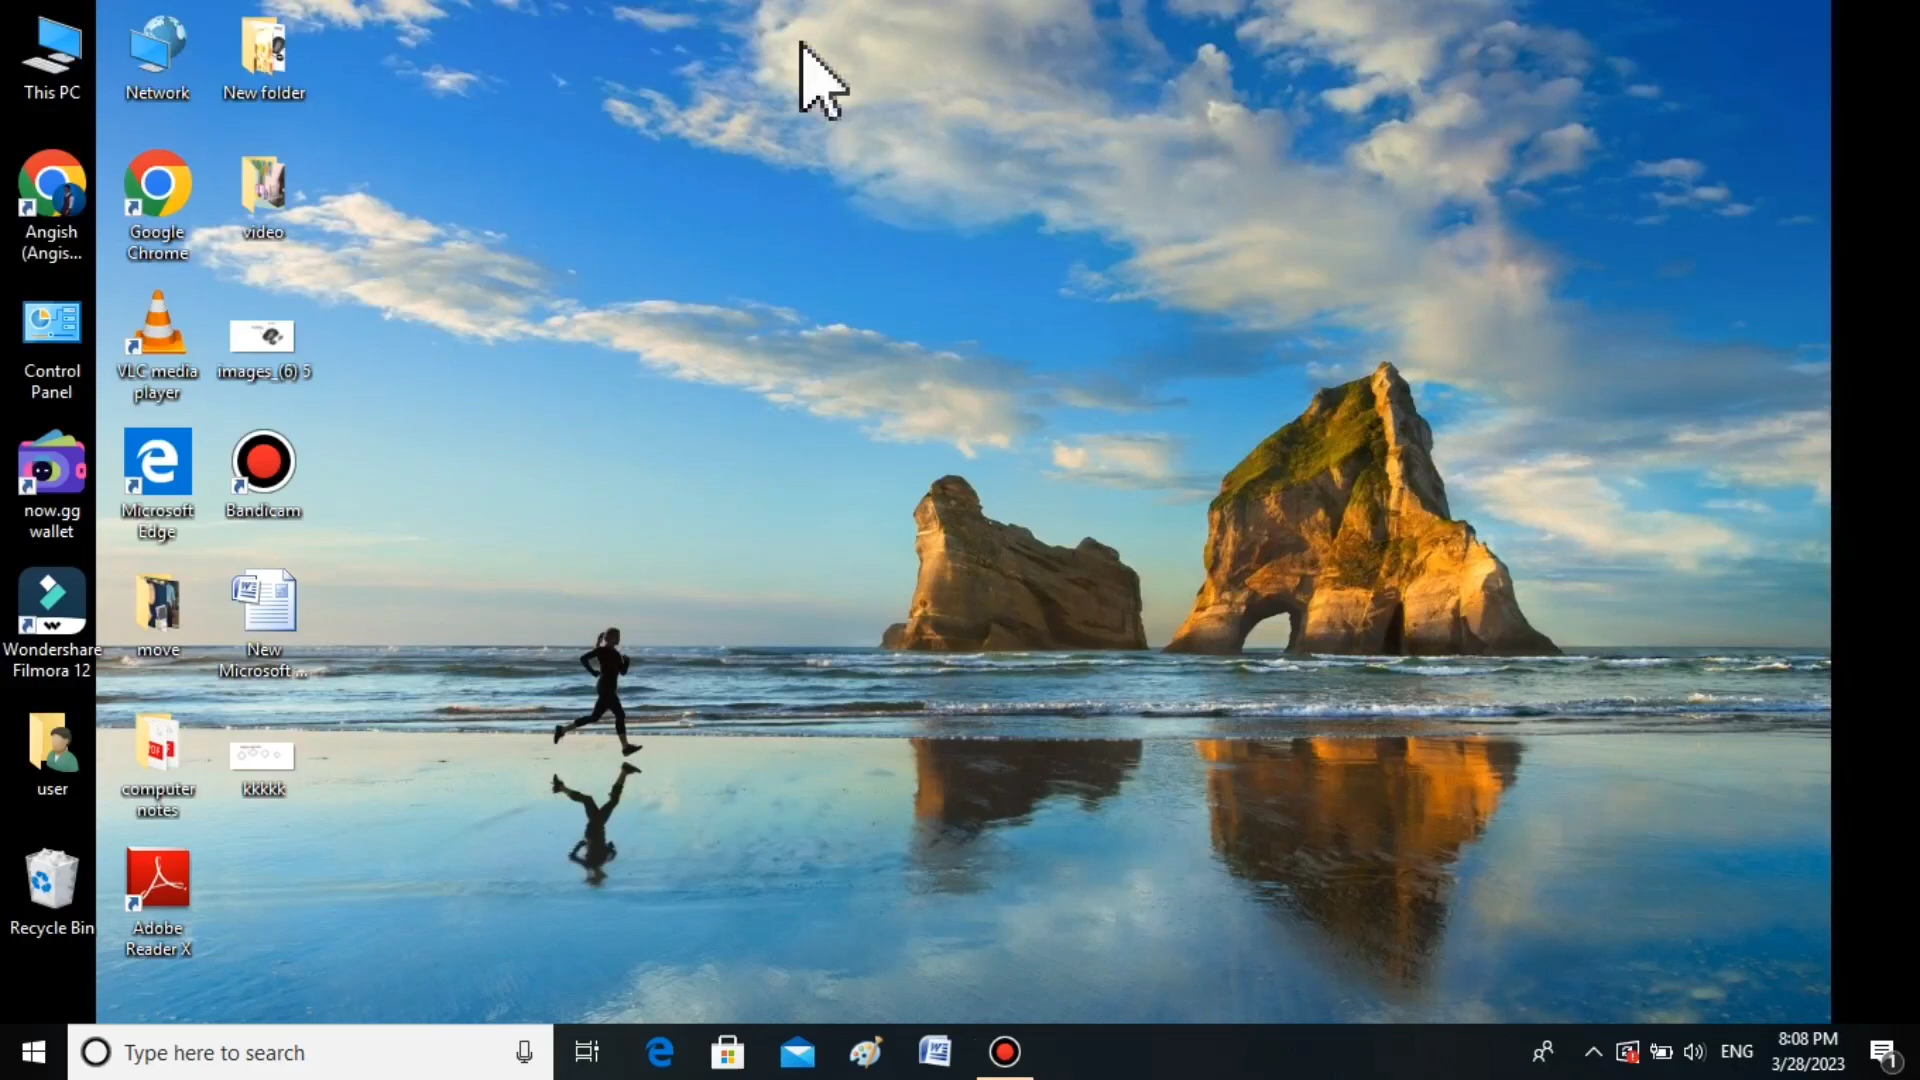 This PC
Network
New folder
Angish
(Angis...
Google
Chrome
video
Control
Panel
VLC media
player
images_(6) 5
now.gg
wallet
Microsoft
Edge
Bandicam
Wondershare
Filmora 12
move
New
Microsoft ...
user
computer
notes
kkkkk
Recycle Bin
Adobe
Reader X
Type here to search
ENG
8:08 PM
3/28/2023
1